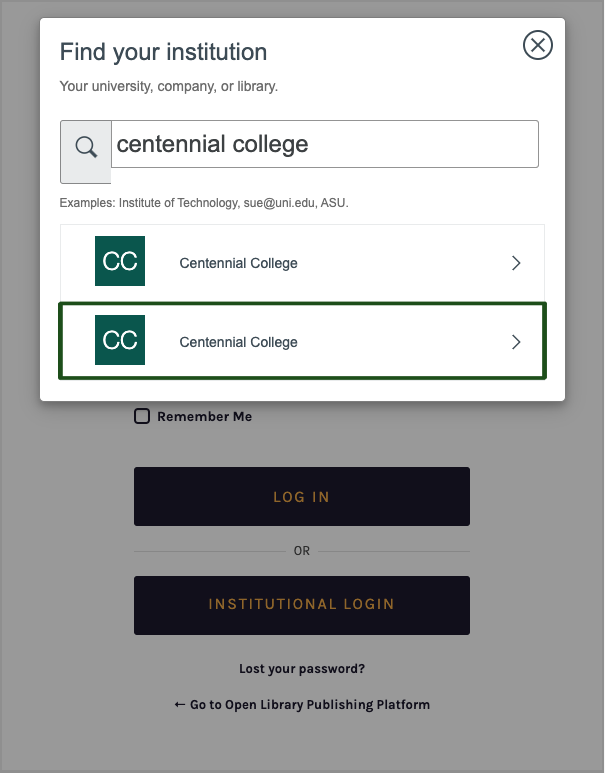 Find your institution
Your university, company, or library.
centennial college
Examples: Institute of Technology, sue@uni.edu, ASU.
CC Centennial College
CC Centennial College
Remember Me
LOG IN
OR
INSTITUTIONAL LOGIN
Lost your password?
← Go to Open Library Publishing Platform